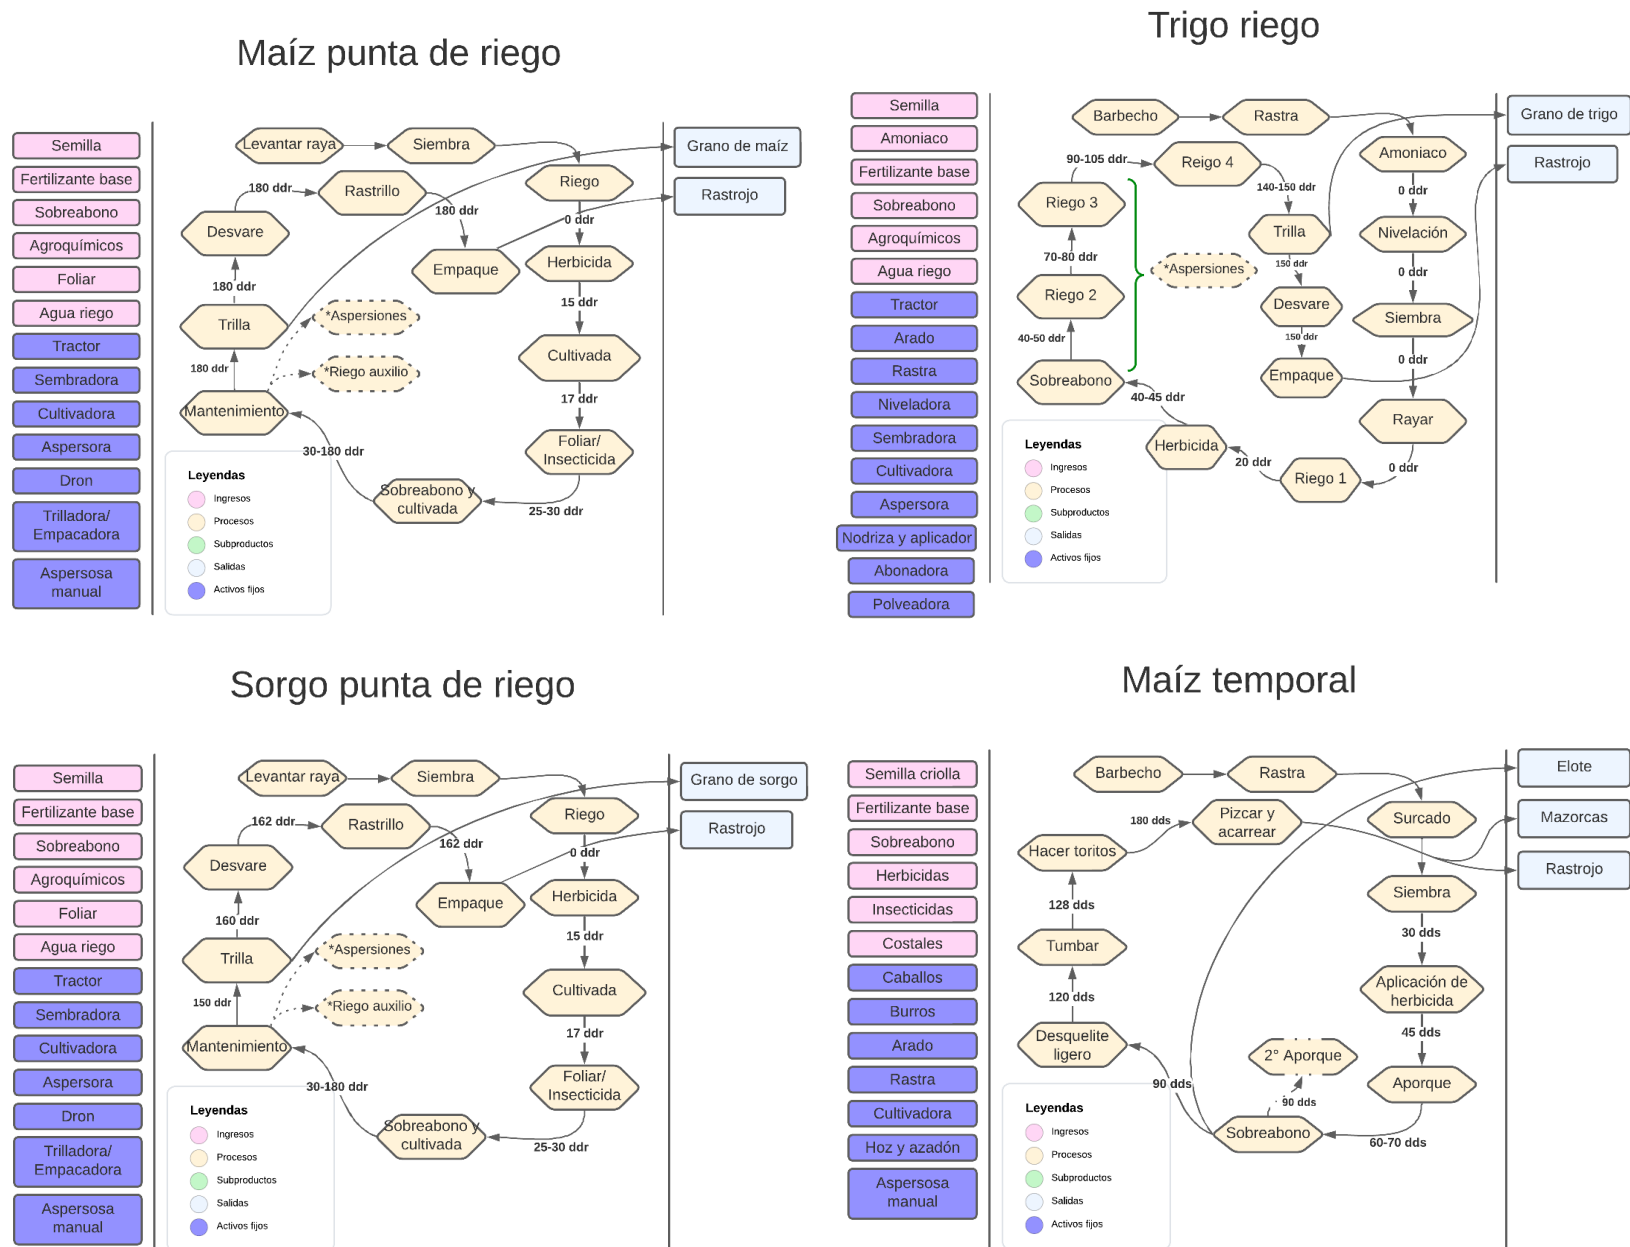 Maíz punta de riego
Semilla
Fertilizante base
Sobreabono
Agroquímicos
Foliar
Agua riego
Tractor
Sembradora
Cultivadora
Aspersora
Dron
Trilladora/
Empacadora
Aspersosa
manual
Levantar raya
Siembra
Riego
0 ddr
Herbicida
15 ddr
Cultivada
17 ddr
Foliar/
Insecticida
25-30 ddr
Sobreabono y
cultivada
30-180 ddr
Mantenimiento
*Aspersiones
*Riego auxilio
180 ddr
Trilla
180 ddr
Desvare
180 ddr
Rastrillo
180 ddr
Empaque
Grano de maíz
Rastrojo
Leyendas
Ingresos
Procesos
Subproductos
Salidas
Activos fijos
Trigo riego
Semilla
Amoniaco
Fertilizante base
Sobreabono
Agroquímicos
Agua riego
Tractor
Arado
Rastra
Niveladora
Sembradora
Cultivadora
Aspersora
Nodriza y aplicador
Abonadora
Polveadora
Barbecho
Rastra
Amoniaco
0 ddr
Nivelación
0 ddr
Siembra
0 ddr
Rayar
0 ddr
Riego 1
20 ddr
Herbicida
40-45 ddr
Sobreabono
40-50 ddr
Riego 2
70-80 ddr
Riego 3
90-105 ddr
Reigo 4
*Aspersiones
140-150 ddr
Trilla
150 ddr
Desvare
150 ddr
Empaque
Grano de trigo
Rastrojo
Leyendas
Ingresos
Procesos
Subproductos
Salidas
Activos fijos
Sorgo punta de riego
Semilla
Fertilizante base
Sobreabono
Agroquímicos
Foliar
Agua riego
Tractor
Sembradora
Cultivadora
Aspersora
Dron
Trilladora/
Empacadora
Aspersosa
manual
Levantar raya
Siembra
Riego
0 ddr
Herbicida
15 ddr
Cultivada
17 ddr
Foliar/
Insecticida
25-30 ddr
Sobreabono y
cultivada
30-180 ddr
Mantenimiento
*Aspersiones
*Riego auxilio
150 ddr
Trilla
160 ddr
Desvare
162 ddr
Rastrillo
162 ddr
Empaque
Grano de sorgo
Rastrojo
Leyendas
Ingresos
Procesos
Subproductos
Salidas
Activos fijos
Maíz temporal
Semilla criolla
Fertilizante base
Sobreabono
Herbicidas
Insecticidas
Costales
Caballos
Burros
Arado
Rastra
Cultivadora
Hoz y azadón
Aspersosa
manual
Barbecho
Rastra
Surcado
Siembra
30 dds
Aplicación de
herbicida
45 dds
Aporque
60-70 dds
Sobreabono
90 dds
2° Aporque
90 dds
Desquelite
ligero
120 dds
Tumbar
128 dds
Hacer toritos
180 dds
Pizcar y
acarrear
Elote
Mazorcas
Rastrojo
Leyendas
Ingresos
Procesos
Subproductos
Salidas
Activos fijos